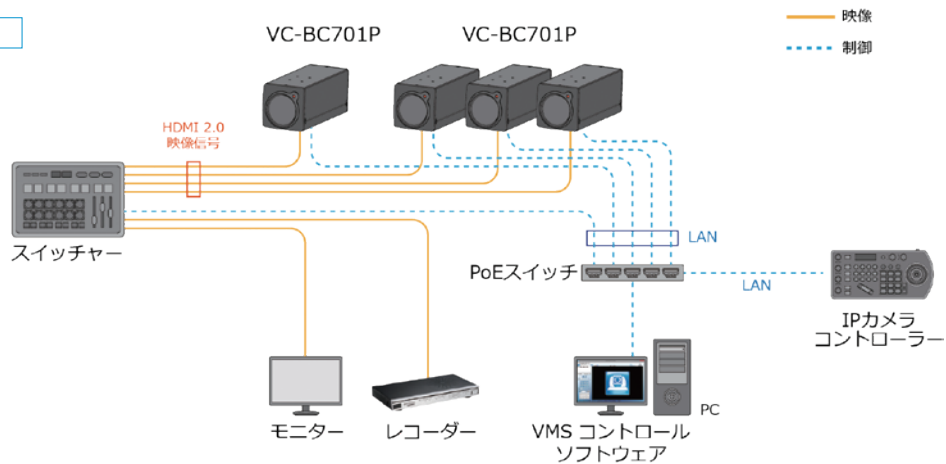 VC-BC701P
VC-BC701P
映像
制御
HDMI 2.0
映像信号
スイッチャー
LAN
PoEスイッチ
LAN
IPカメラ
コントローラー
モニター
レコーダー
VMS コントロール
ソフトウェア
PC